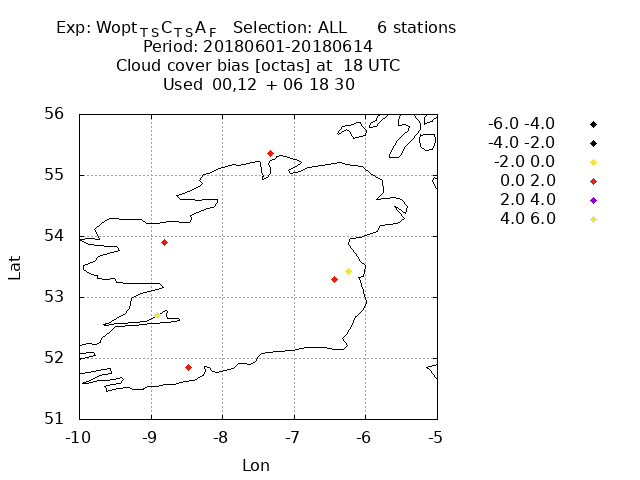 Exp: Wopt_TS C_TS A_F Selection: ALL 6 stations
Period: 20180601-20180614
Cloud cover bias [octas] at 18 UTC
Used 00,12 + 06 18 30
-6.0 -4.0
-4.0 -2.0
-2.0 0.0
0.0 2.0
2.0 4.0
4.0 6.0
56
55
54
53
52
51
Lat
-10 -9 -8 -7 -6 -5
Lon